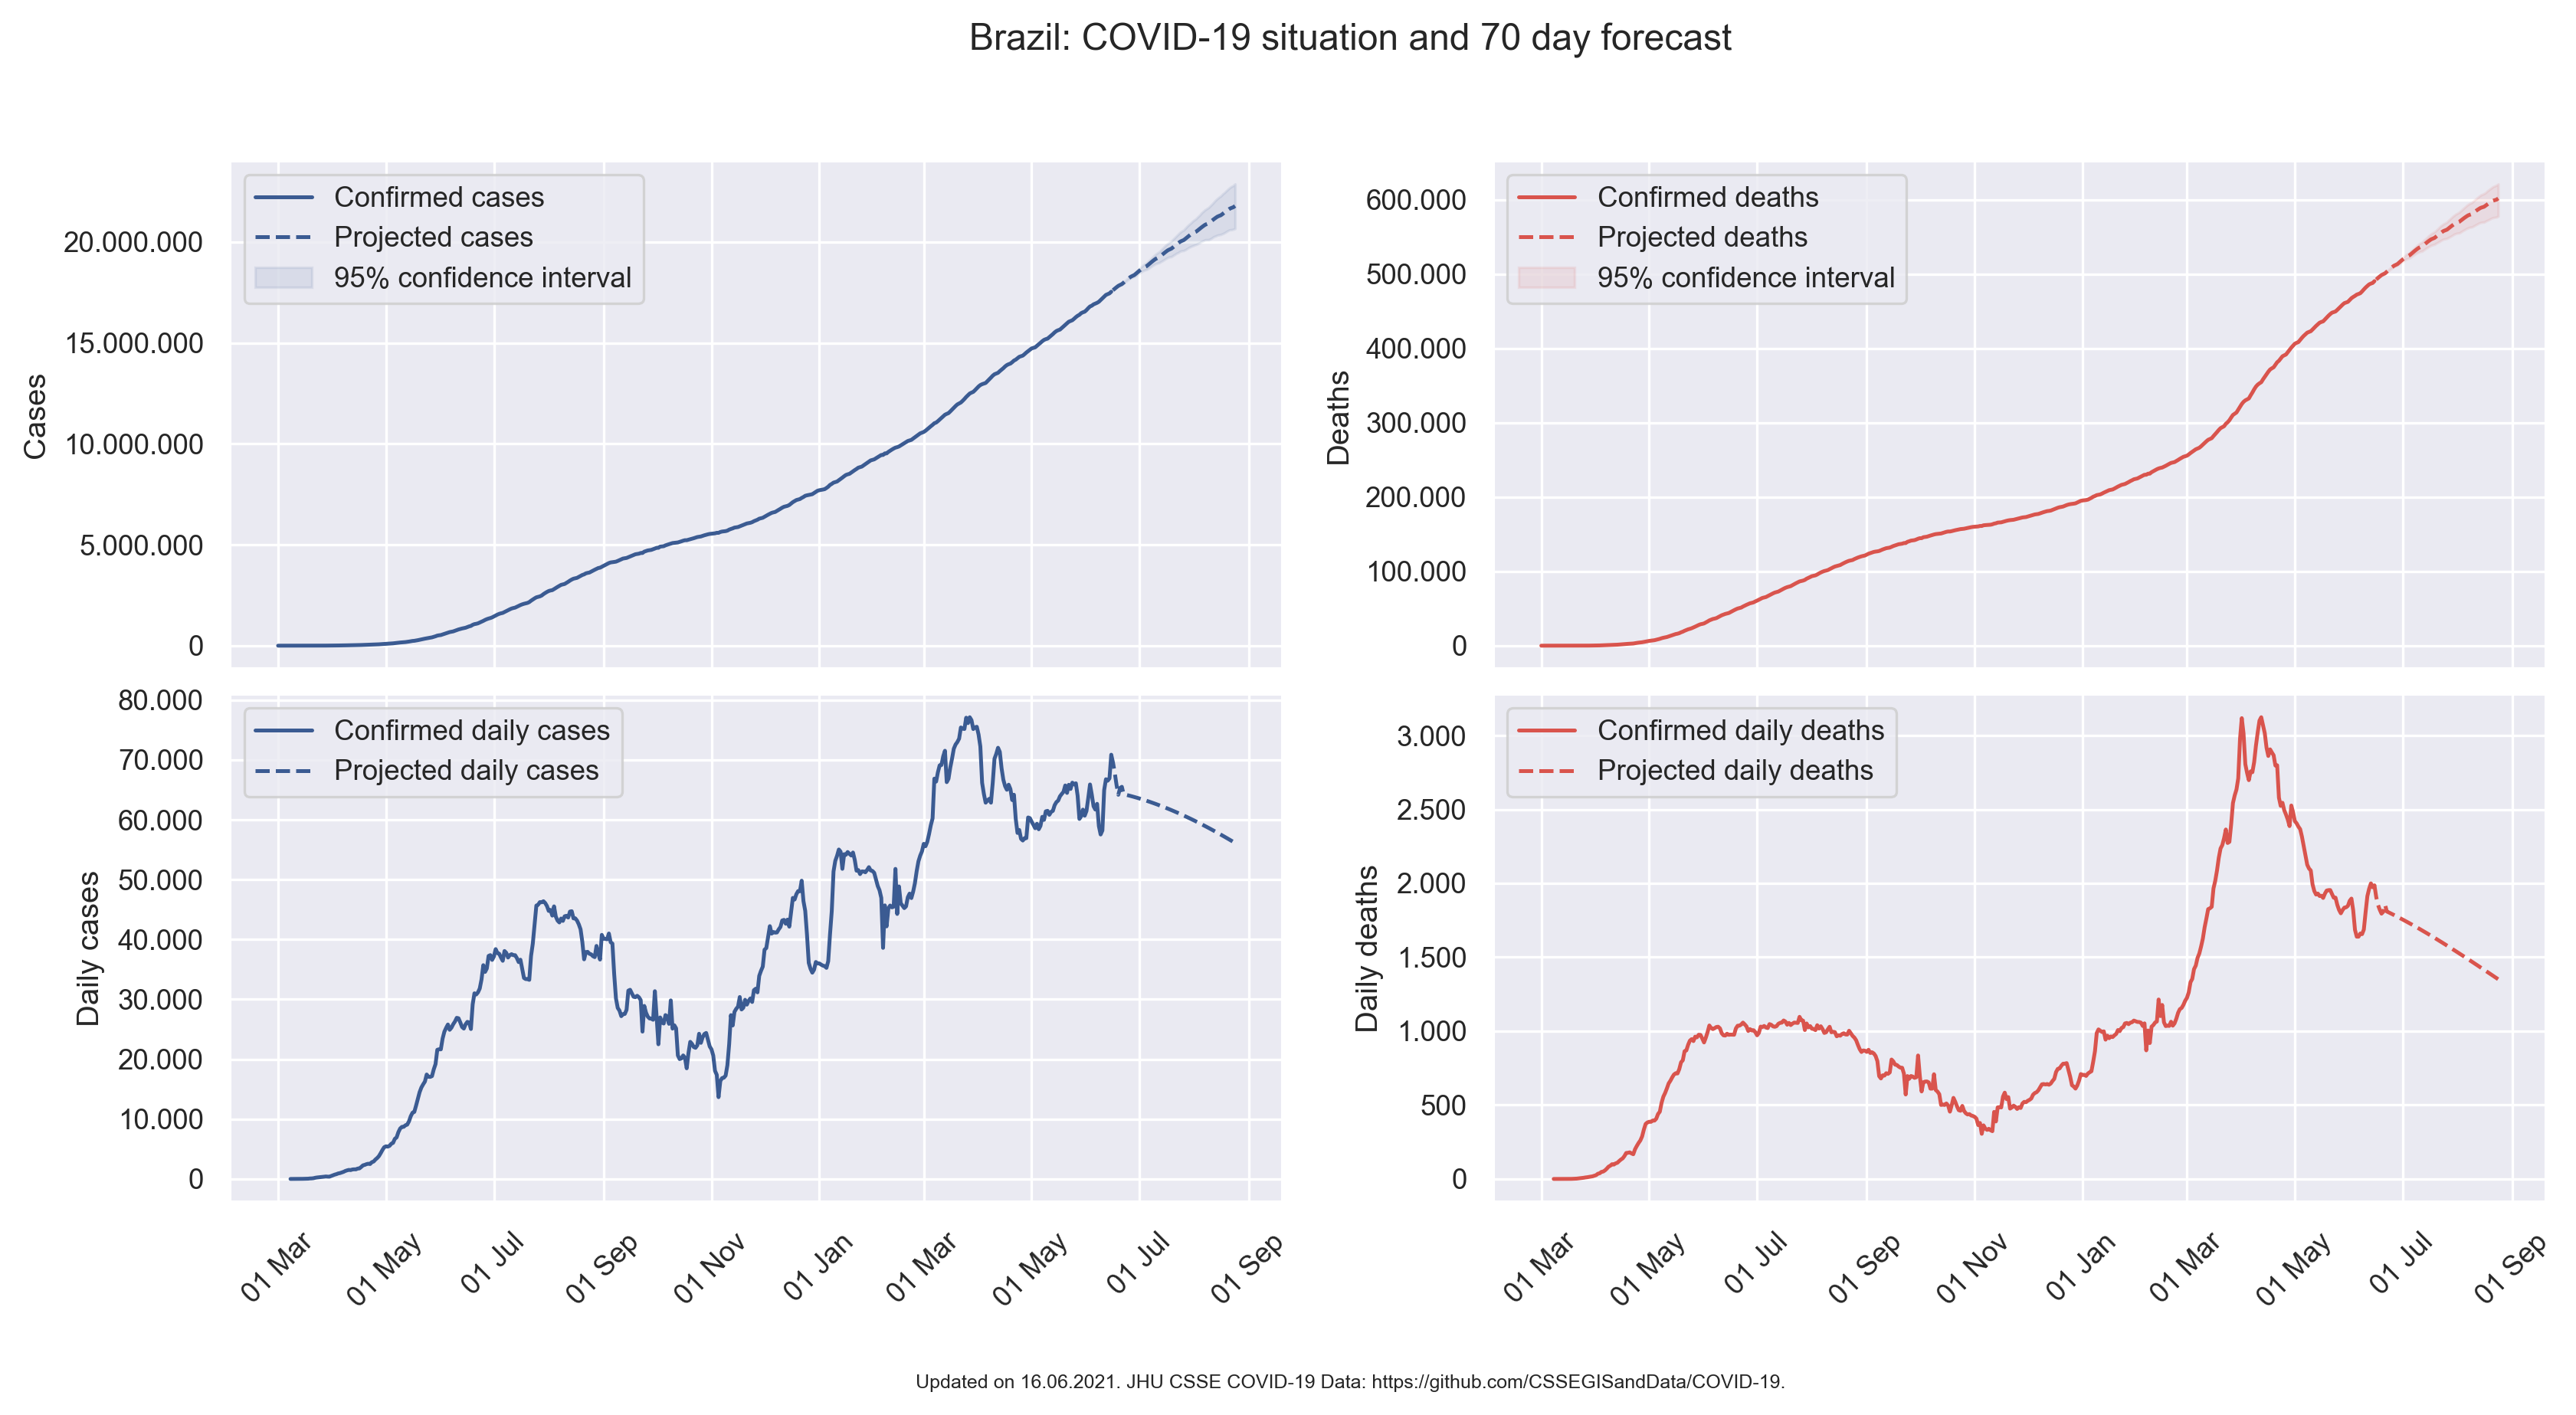 Brazil: COVID-19 situation and 70 day forecast
Confirmed cases
Projected cases
95% confidence interval
20.000.000
15.000.000
10.000.000
5.000.000
0
Cases
Confirmed deaths
Projected deaths
95% confidence interval
600.000
500.000
400.000
300.000
200.000
100.000
0
Deaths
Confirmed daily cases
Projected daily cases
80.000
70.000
60.000
50.000
40.000
30.000
20.000
10.000
0
Daily cases
01 Mar
01 May
01 Jul
01 Sep
01 Nov
01 Jan
01 Mar
01 May
01 Jul
01 Sep
Confirmed daily deaths
Projected daily deaths
3.000
2.500
2.000
1.500
1.000
500
0
Daily deaths
01 Mar
01 May
01 Jul
01 Sep
01 Nov
01 Jan
01 Mar
01 May
01 Jul
01 Sep
Updated on 16.06.2021. JHU CSSE COVID-19 Data: https://github.com/CSSEGISandData/COVID-19.